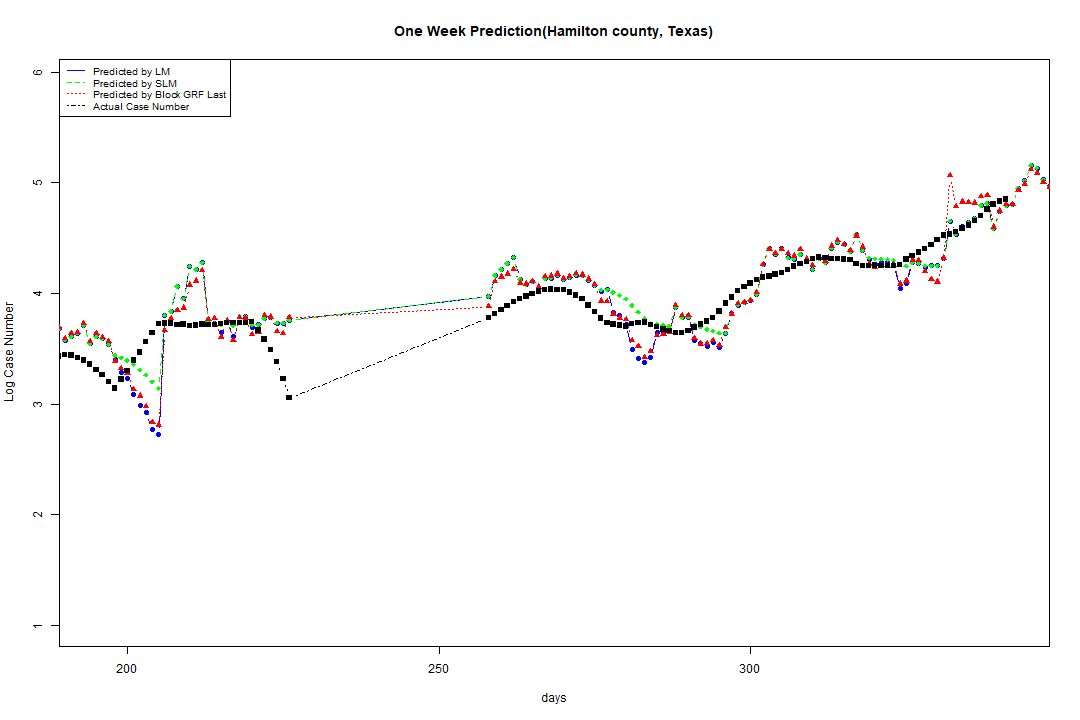 One Week Prediction(Hamilton county, Texas)
Predicted by LM
Predicted by SLM
Predicted by Block GRF Last
Actual Case Number
6
5
4
3
2
1
Log Case Number
200
250
300
days